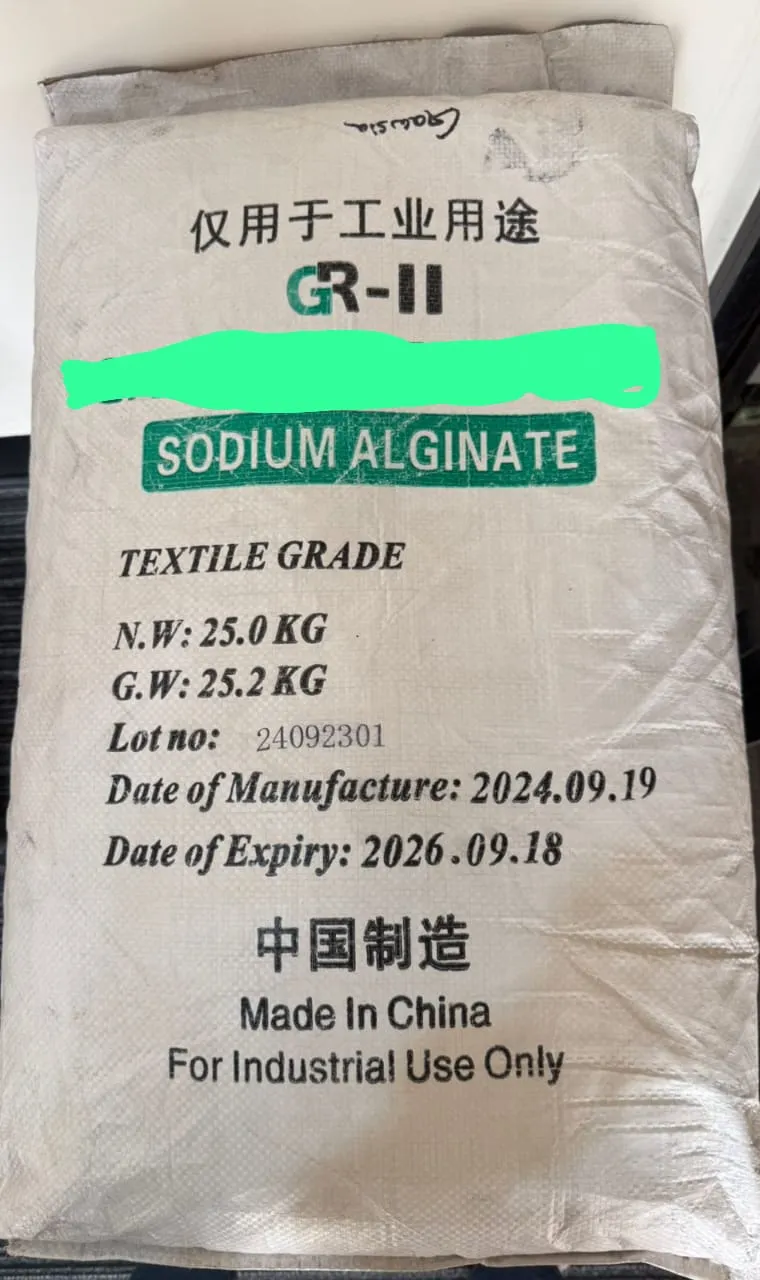 仅用于工业用途
GR-II
SODIUM ALGINATE
TEXTILE GRADE
N.W: 25.0 KG
G.W: 25.2 KG
Lot no: 24092301
Date of Manufacture: 2024.09.19
Date of Expiry: 2026.09.18
中国制造
Made In China
For Industrial Use Only